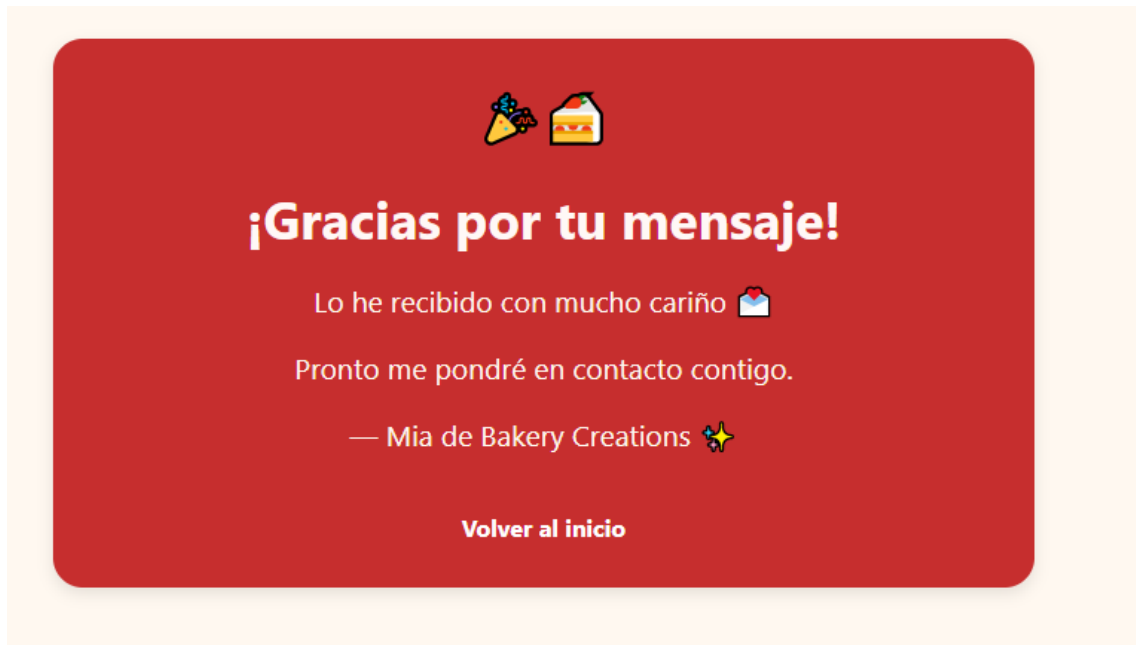 ¡Gracias por tu mensaje!
Lo he recibido con mucho cariño 💌
Pronto me pondré en contacto contigo.
— Mia de Bakery Creations ✨
Volver al inicio